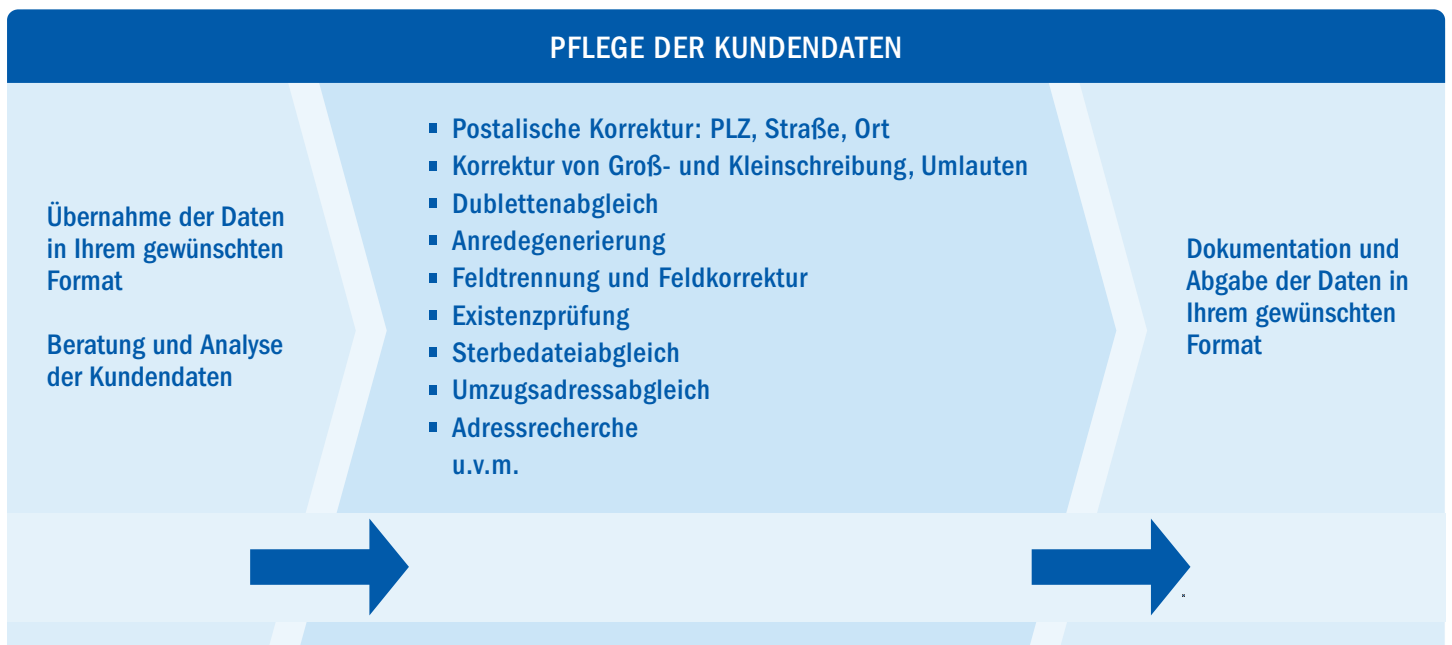 PFLEGE DER KUNDENDATEN
Übernahme der Daten
in Ihrem gewünschten
Format
Beratung und Analyse
der Kundendaten
▪ Postalische Korrektur: PLZ, Straße, Ort
▪ Korrektur von Groß- und Kleinschreibung, Umlauten
▪ Dublettenabgleich
▪ Anredegenerierung
▪ Feldtrennung und Feldkorrektur
▪ Existenzprüfung
▪ Sterbedateiabgleich
▪ Umzugsadressabgleich
▪ Adressrecherche
u.v.m.
Dokumentation und
Abgabe der Daten in
Ihrem gewünschten
Format